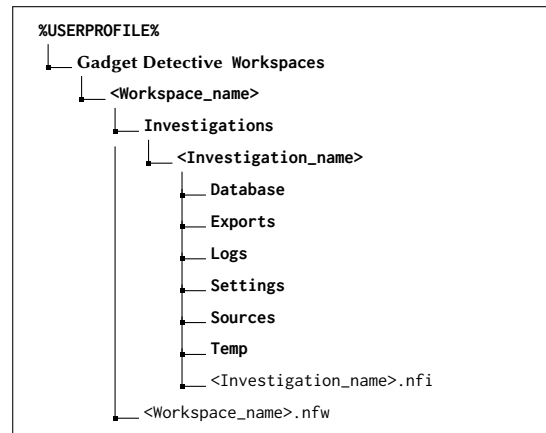 %USERPROFILE%
Gadget Detective Workspaces
<Workspace_name>
Investigations
<Investigation_name>
Database
Exports
Logs
Settings
Sources
Temp
<Investigation_name>.nfi
<Workspace_name>.nfw